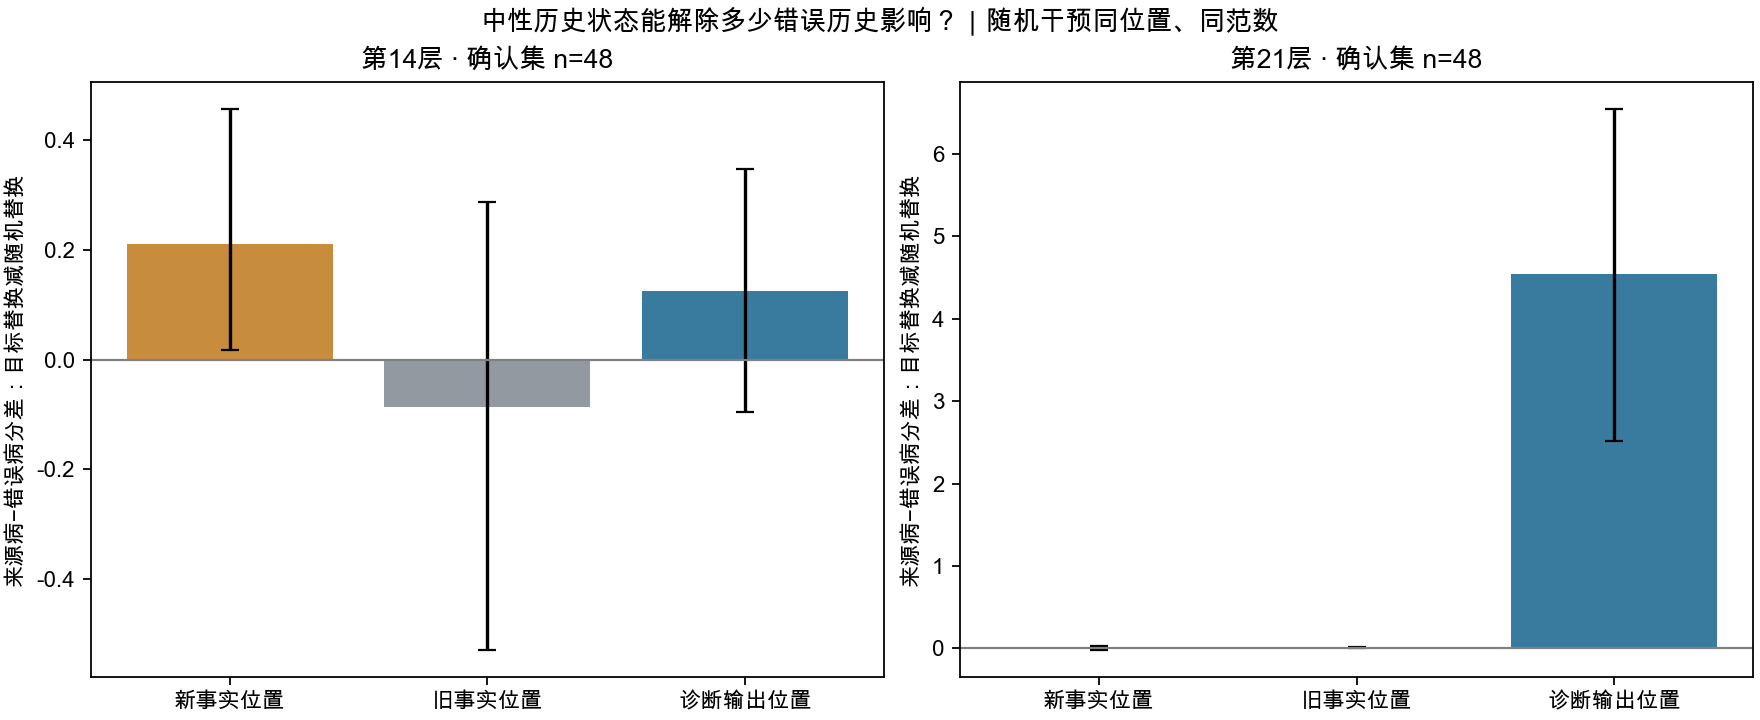 中性历史状态能解除多少错误历史影响？ | 随机干预同位置、同范数
第14层 · 确认集 n=48
来源病−错误病分差：目标替换减随机替换
0.4
0.2
0.0
-0.2
-0.4
新事实位置
旧事实位置
诊断输出位置
第21层 · 确认集 n=48
来源病−错误病分差：目标替换减随机替换
6
5
4
3
2
1
0
新事实位置
旧事实位置
诊断输出位置